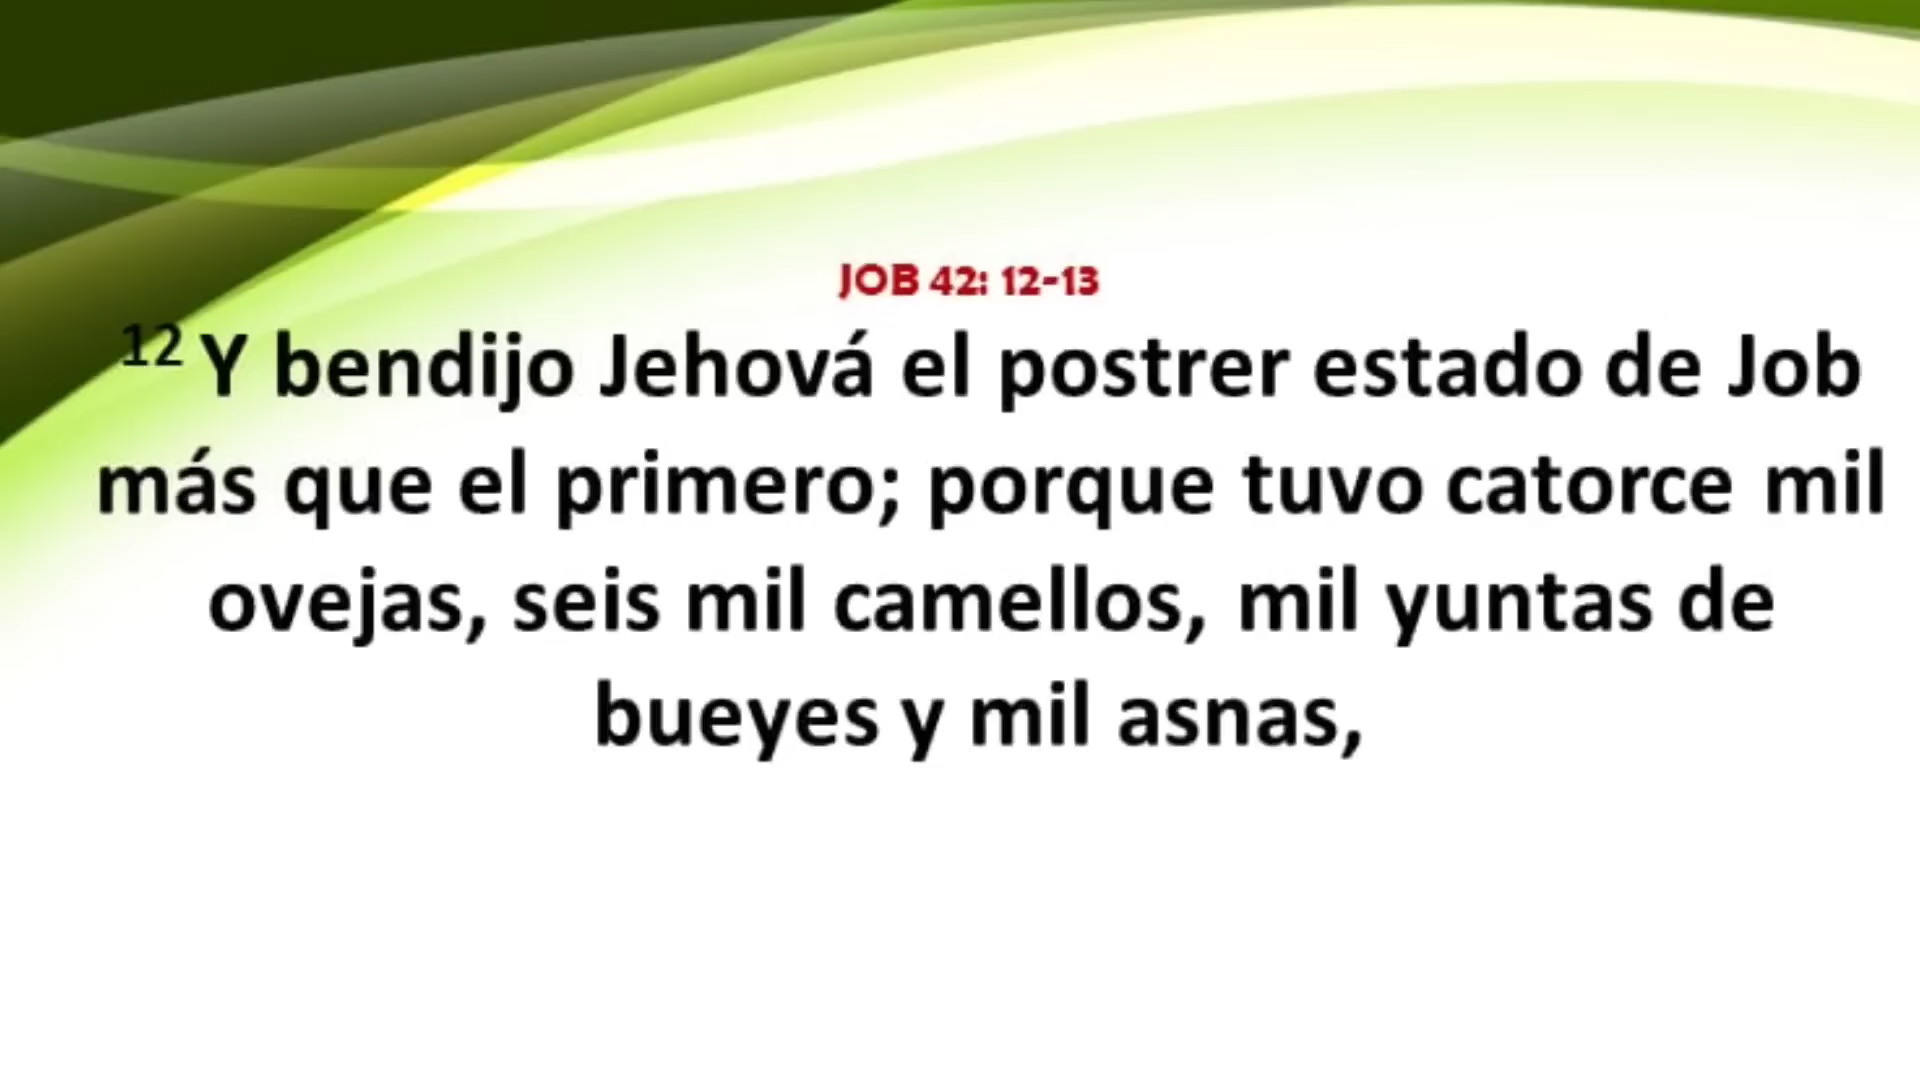 JOB 42: 12-13
12 Y bendijo Jehová el postrer estado de Job
más que el primero; porque tuvo catorce mil
ovejas, seis mil camellos, mil yuntas de
bueyes y mil asnas,